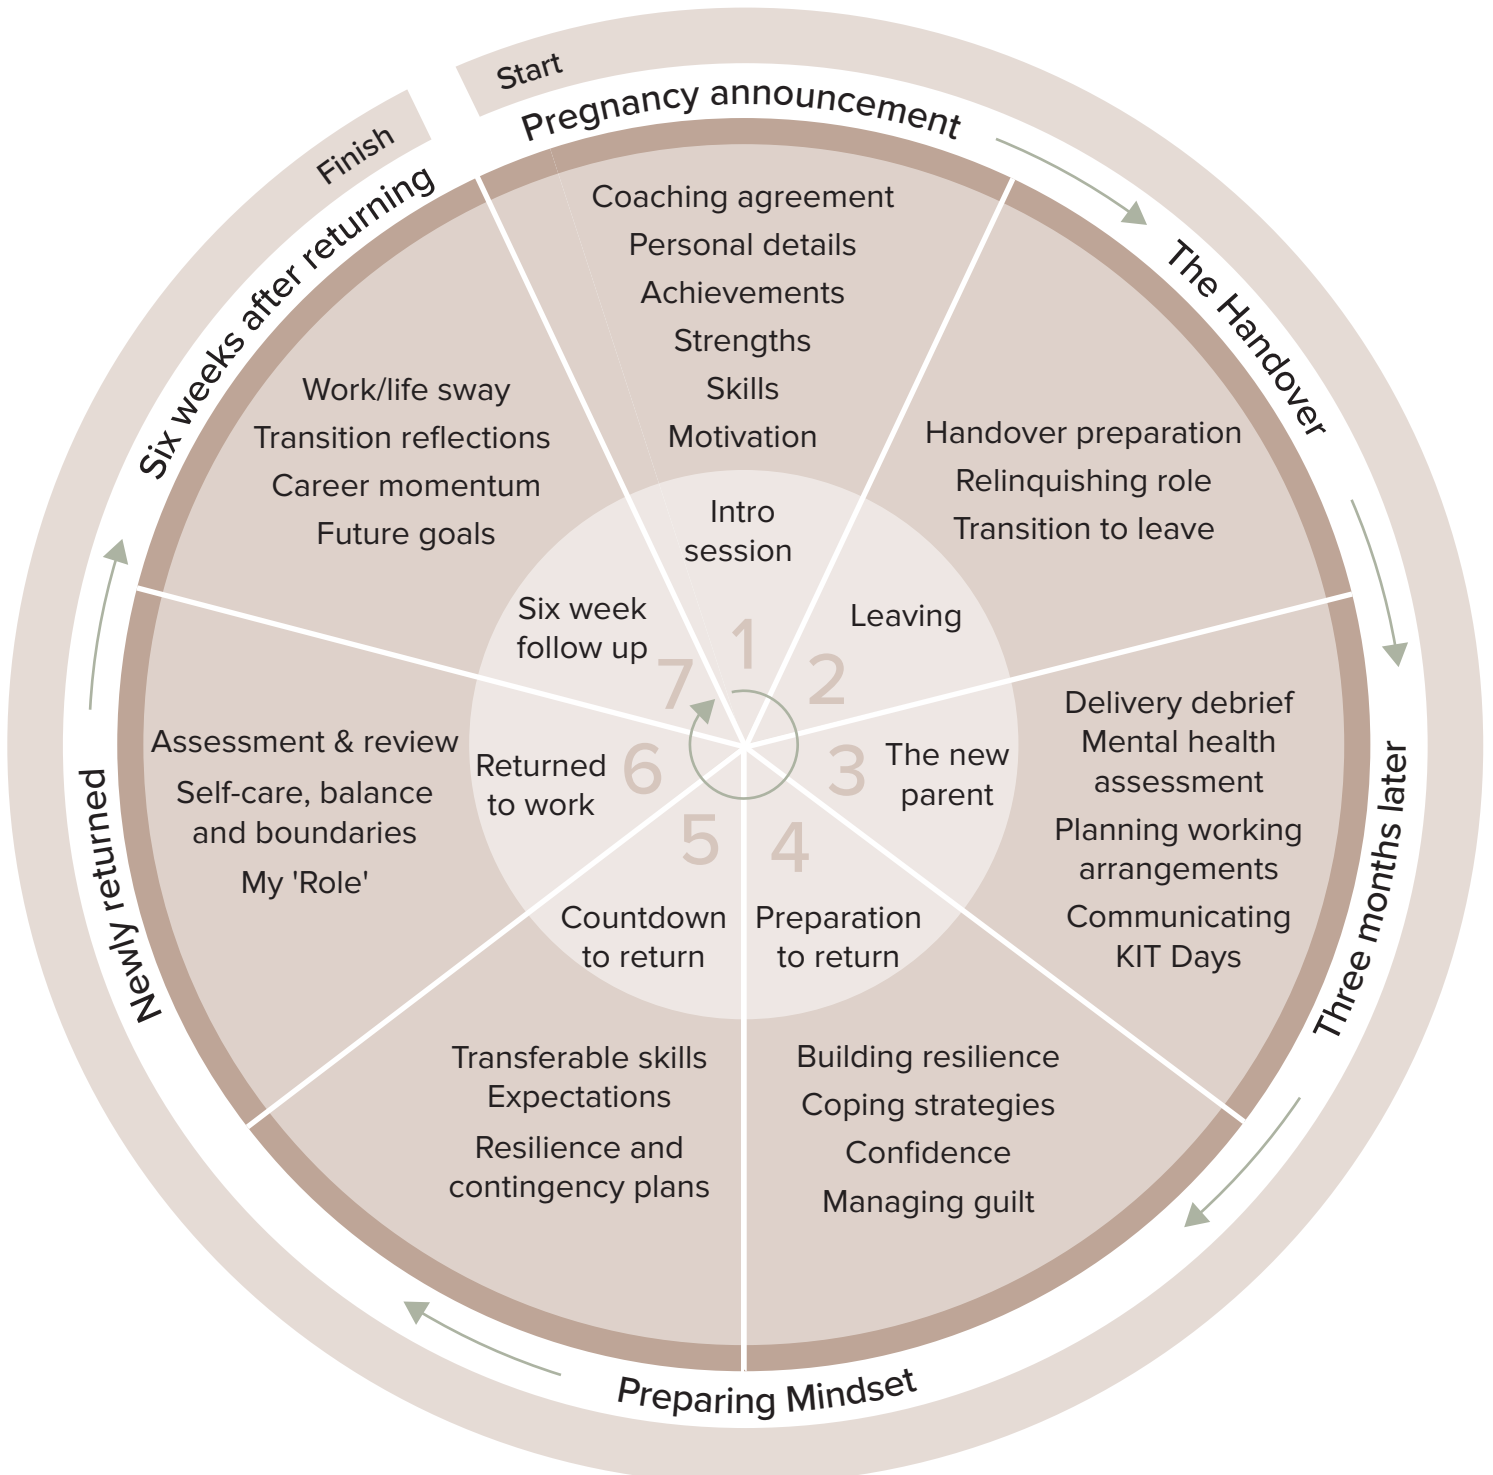 Start
Pregnancy announcement
Coaching agreement
Personal details
Achievements
Strengths
Skills
Motivation
Intro
session
1
The Handover
Handover preparation
Relinquishing role
Transition to leave
Leaving
2
Three months later
Delivery debrief
Mental health
assessment
Planning working
arrangements
Communicating
KIT Days
The new
parent
3
Preparing Mindset
Building resilience
Coping strategies
Confidence
Managing guilt
Preparation
to return
4
Transferable skills
Expectations
Resilience and
contingency plans
Countdown
to return
5
Newly returned
Assessment & review
Self-care, balance
and boundaries
My 'Role'
Returned
to work
6
Six weeks after returning
Work/life sway
Transition reflections
Career momentum
Future goals
Six week
follow up
7
Finish